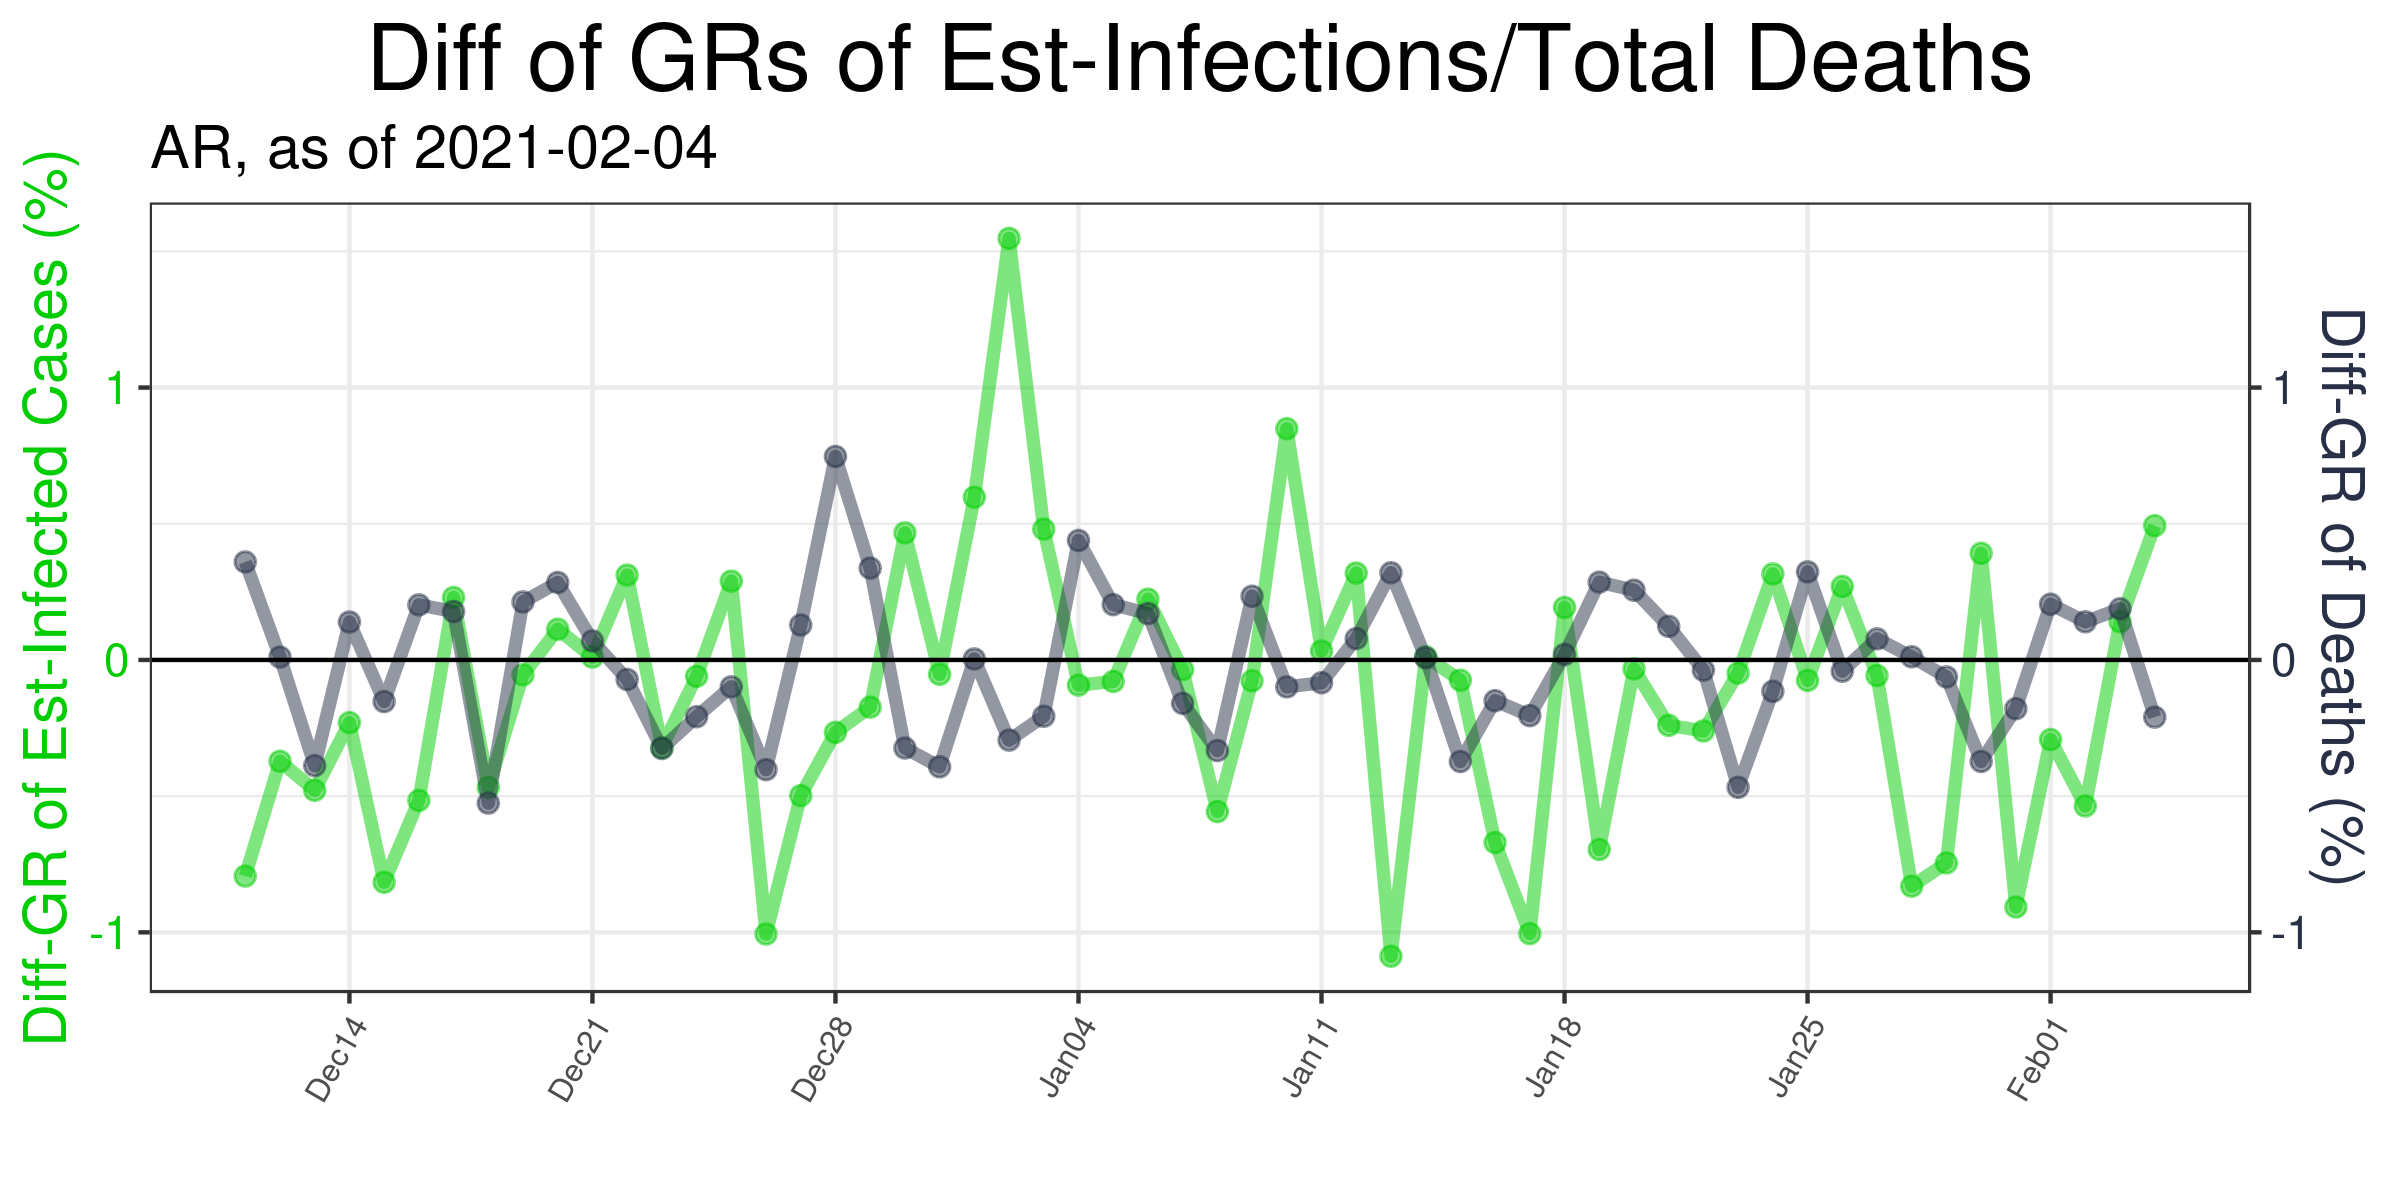 Diff of GRs of Est-Infections/Total Deaths
AR, as of 2021-02-04
Diff-GR of Est-Infected Cases (%)
1
0
-1
1
0
-1
Diff-GR of Deaths (%)
Dec14
Dec21
Dec28
Jan04
Jan11
Jan18
Jan25
Feb01